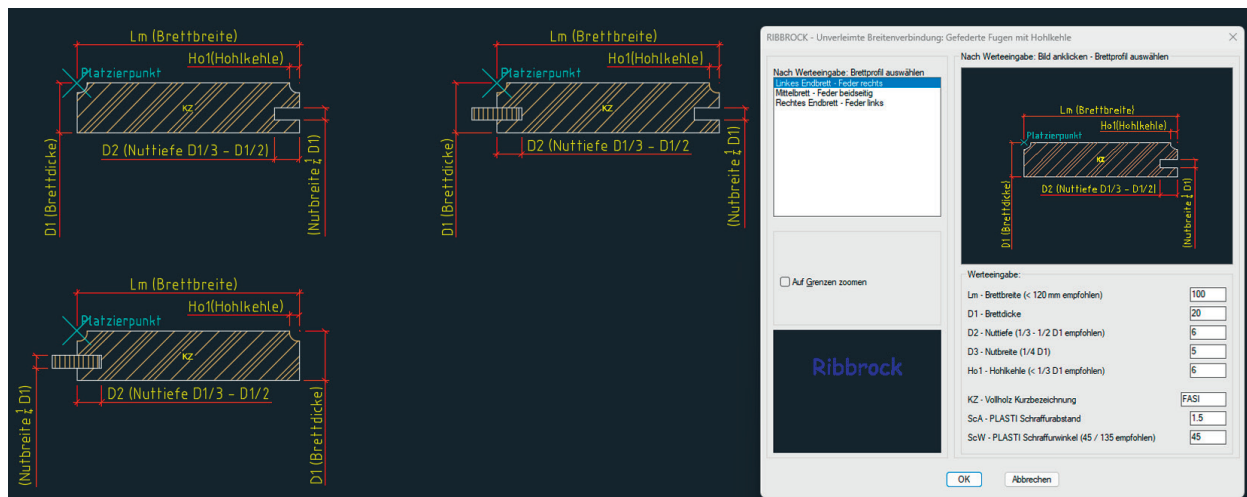 Lm (Brettbreite)
Ho1(Hohlkehle)
Platzierpunkt
KZ
D2 (Nuttiefe D1/3 - D1/2)
D1 (Brettdicke)
(Nutbreite 1/4 D1)
Lm (Brettbreite)
Ho1(Hohlkehle)
Platzierpunkt
KZ
D2 (Nuttiefe D1/3 - D1/2
D1 (Brettdicke)
(Nutbreite 1/4 D1)
Lm (Brettbreite)
Ho1(Hohlkehle)
Platzierpunkt
KZ
D2 (Nuttiefe D1/3 - D1/2
(Nutbreite 1/4 D1)
D1 (Brettdicke)
RIBBROCK - Unverleimte Breitenverbindung: Gefederte Fugen mit Hohlkehle
Nach Werteeingabe: Brettprofil auswählen
Linkes Endbrett - Feder rechts
Mittelbrett - Feder beidseitig
Rechtes Endbrett - Feder links
Auf Grenzen zoomen
Ribbrock
Nach Werteeingabe: Bild anklicken - Brettprofil auswählen
Lm (Brettbreite)
Ho1(Hohlkehle)
Platzierpunkt
KZ
D2 (Nuttiefe D1/3 - D1/2)
D1 (Brettdicke)
(Nutbreite 1/4 D1)
Werteeingabe:
Lm - Brettbreite (< 120 mm empfohlen) 100
D1 - Brettdicke 20
D2 - Nuttiefe (1/3 - 1/2 D1 empfohlen) 6
D3 - Nutbreite (1/4 D1) 5
Ho1 - Hohlkehle (< 1/3 D1 empfohlen) 6
KZ - Vollholz Kurzbezeichnung FASI
ScA - PLASTI Schraffurabstand 1.5
ScW - PLASTI Schraffurwinkel (45 / 135 empfohlen) 45
OK
Abbrechen